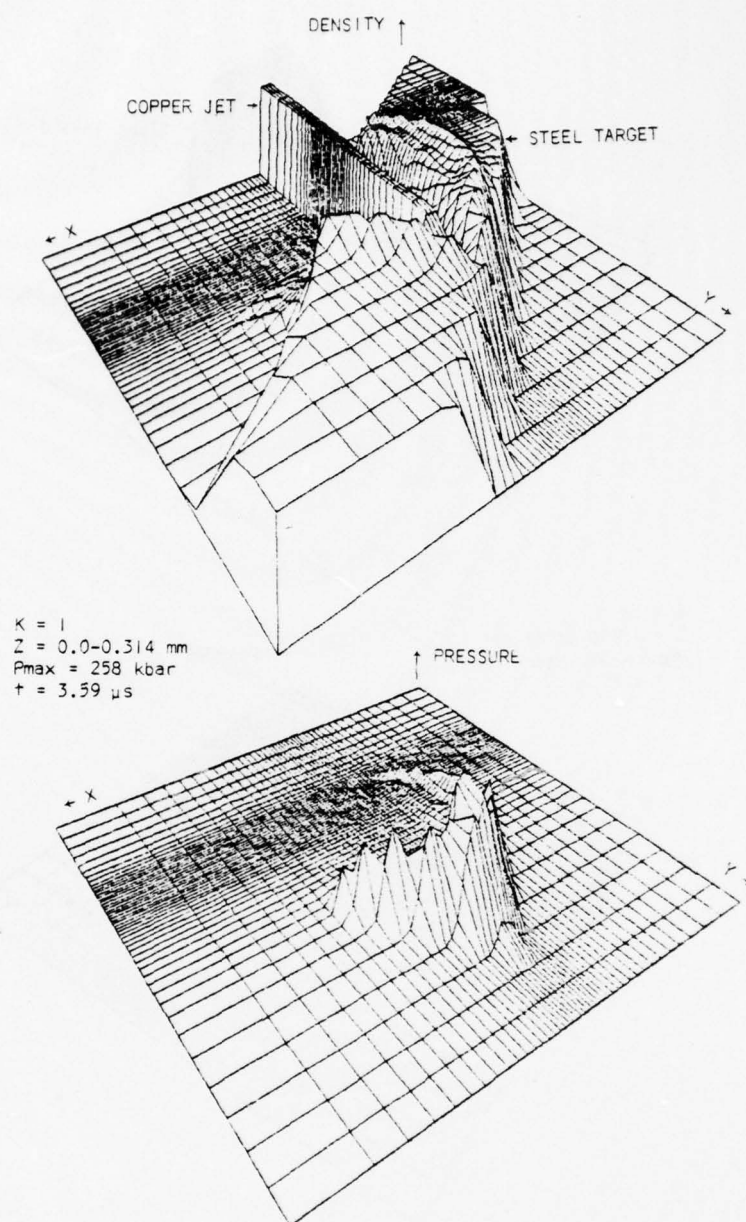 DENSITY ↑
COPPER JET →
← STEEL TARGET
← X
Y →
K = 1
Z = 0.0-0.314 mm
Pmax = 258 kbar
t = 3.59 µs
↑ PRESSURE
← X
Y →